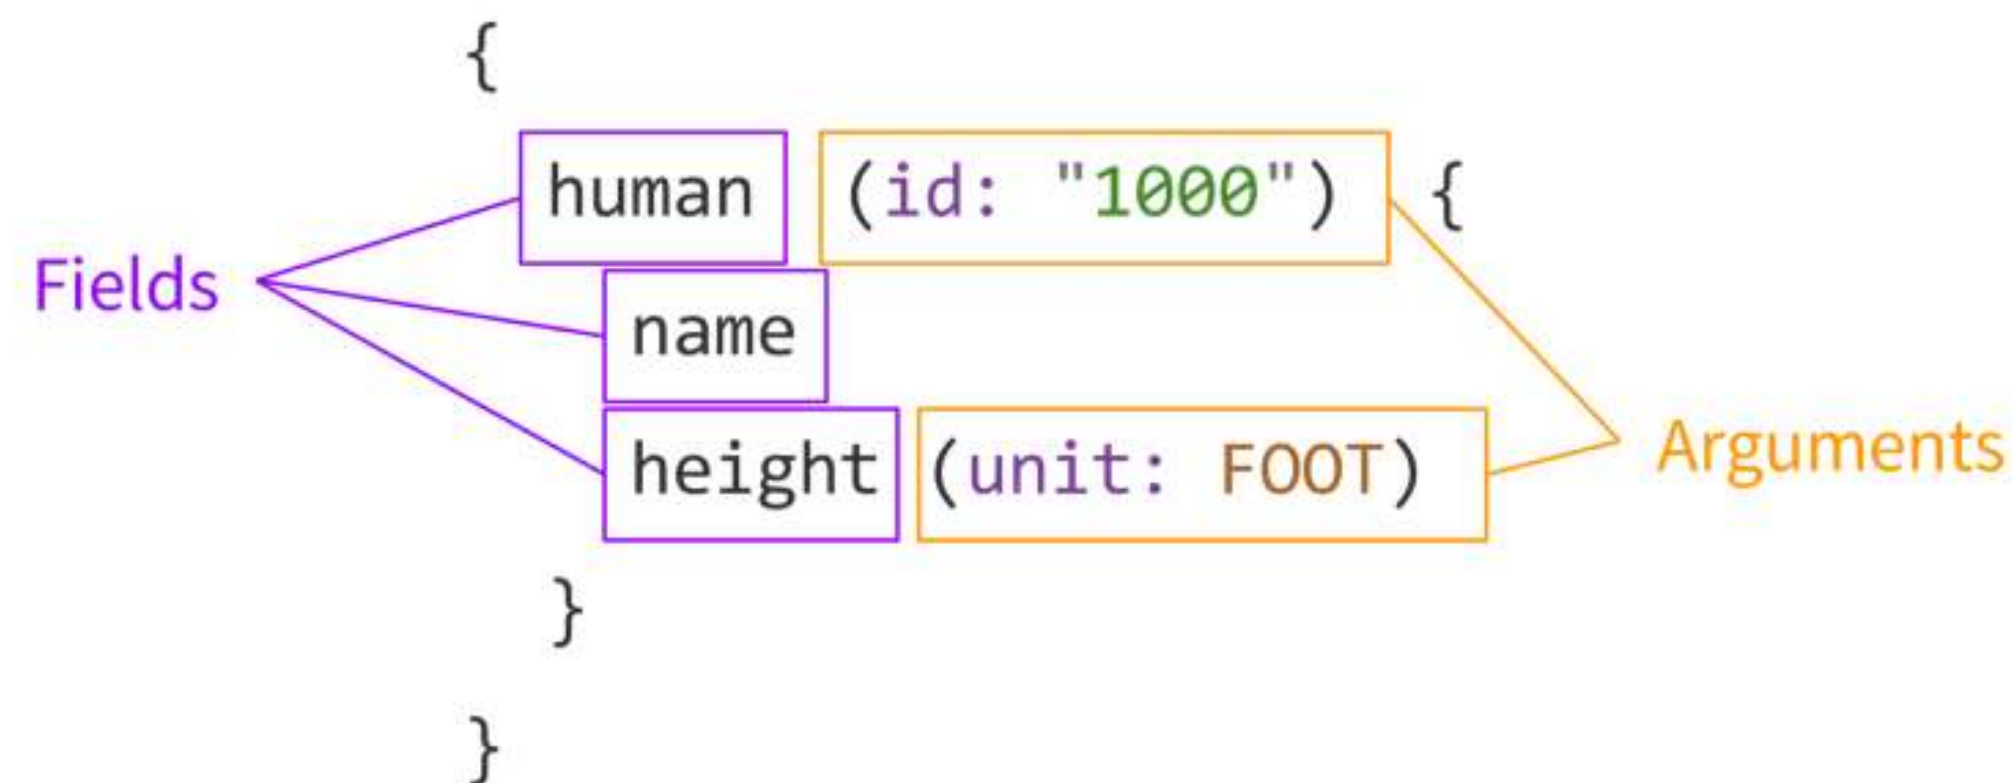 {
human (id: "1000") {
Fields
name
height (unit: FOOT)
Arguments
}
}